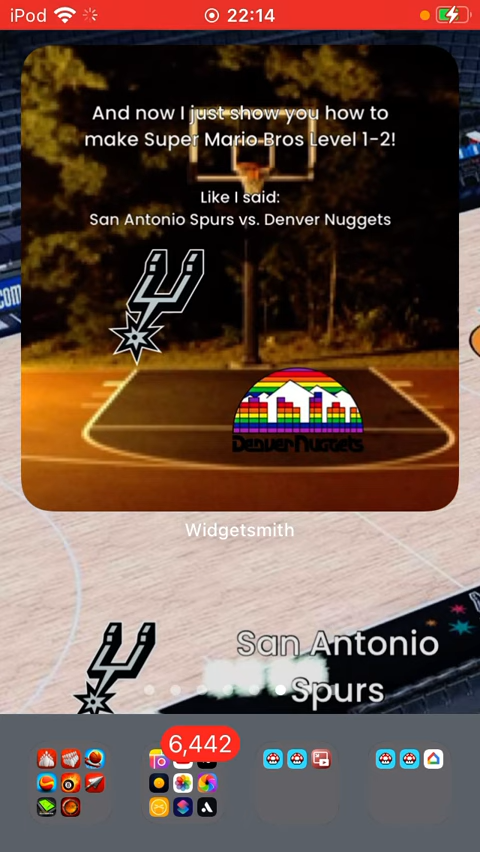 iPod 22:14
And now I just show you how to
make Super Mario Bros Level 1-2!
Like I said:
San Antonio Spurs vs. Denver Nuggets
com
Denver Nuggets
Widgetsmith
San Antonio
Spurs
6,442